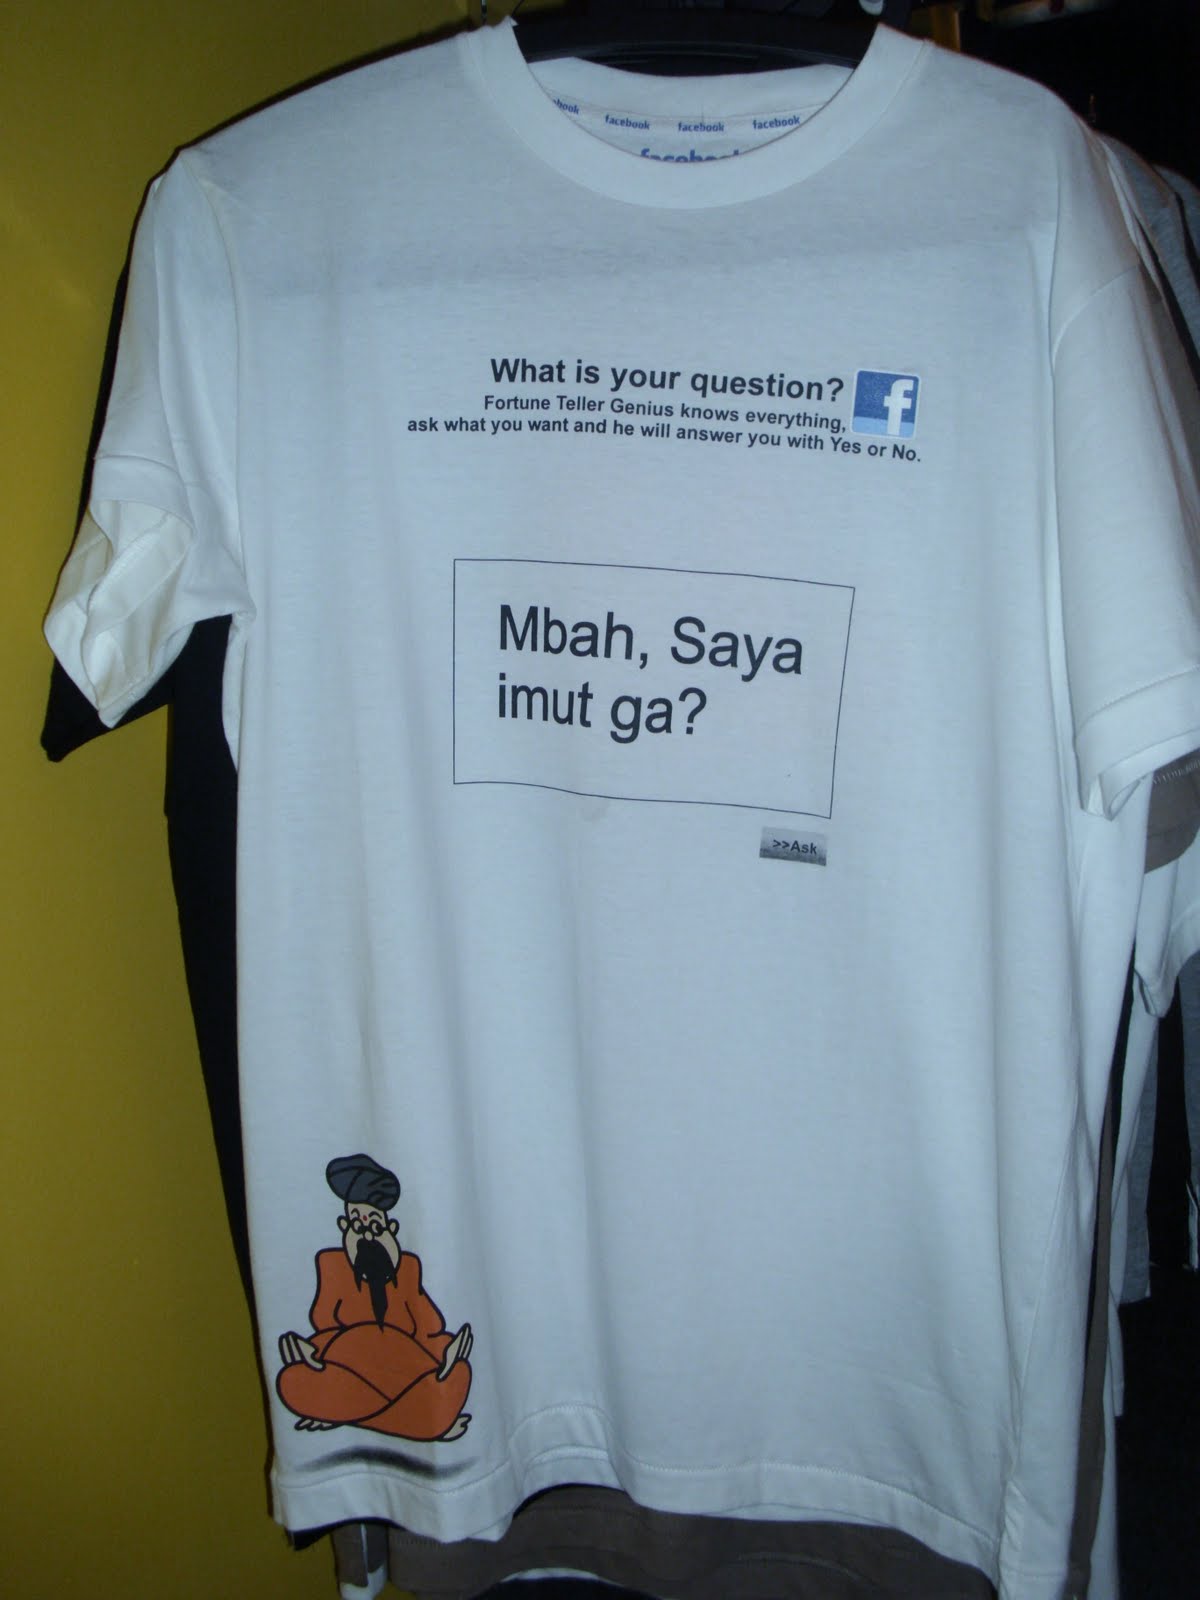 book facebook facebook facebook
facebook
What is your question?
Fortune Teller Genius knows everything,
ask what you want and he will answer you with Yes or No.
f
Mbah, Saya
imut ga?
>>Ask